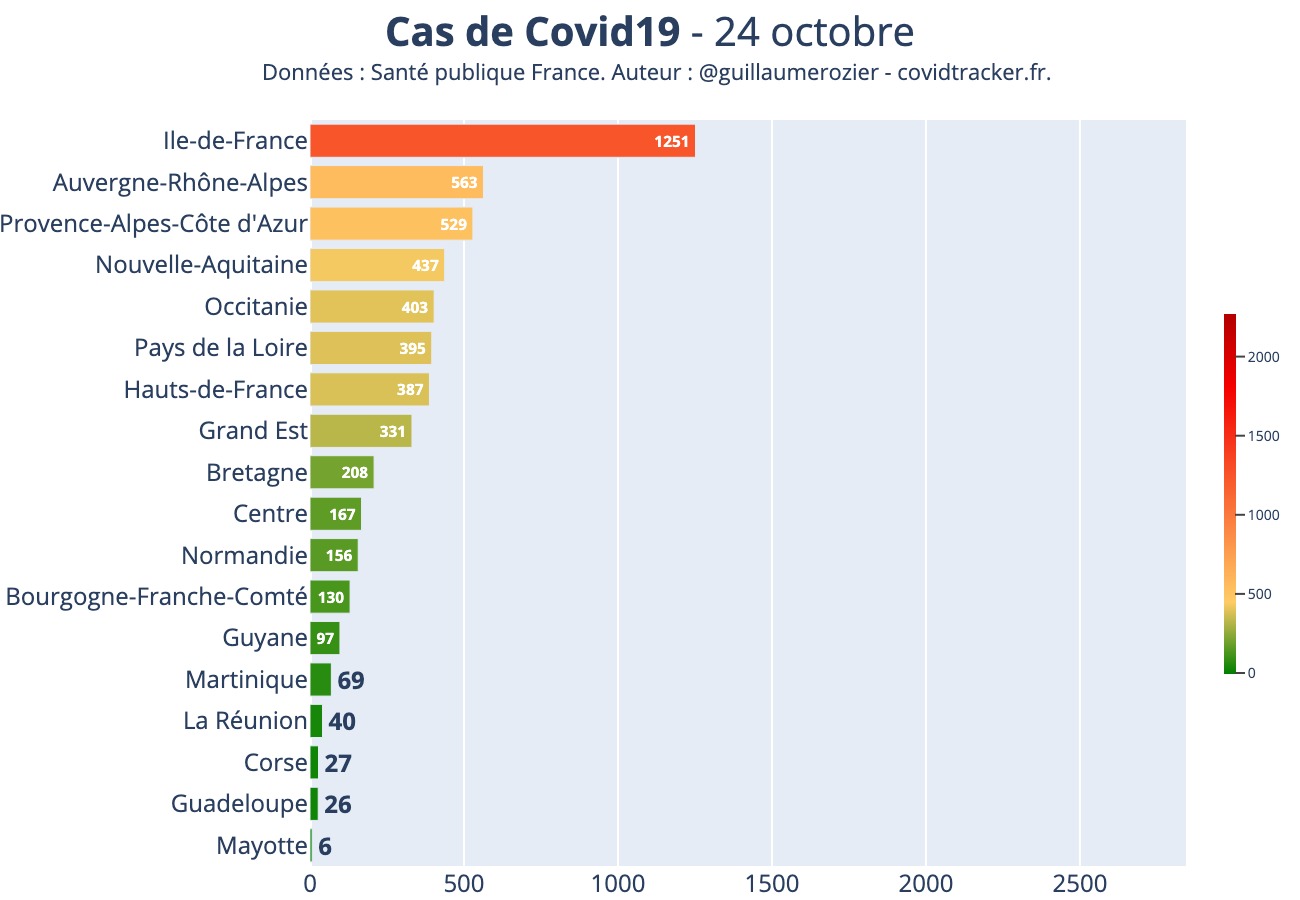 Cas de Covid19 - 24 octobre
Données : Santé publique France. Auteur : @guillaumerozier - covidtracker.fr.
Ile-de-France 1251
Auvergne-Rhône-Alpes 563
Provence-Alpes-Côte d'Azur 529
Nouvelle-Aquitaine 437
Occitanie 403
Pays de la Loire 395
Hauts-de-France 387
Grand Est 331
Bretagne 208
Centre 167
Normandie 156
Bourgogne-Franche-Comté 130
Guyane 97
Martinique 69
La Réunion 40
Corse 27
Guadeloupe 26
Mayotte 6
0 500 1000 1500 2000 2500
2000
1500
1000
500
0